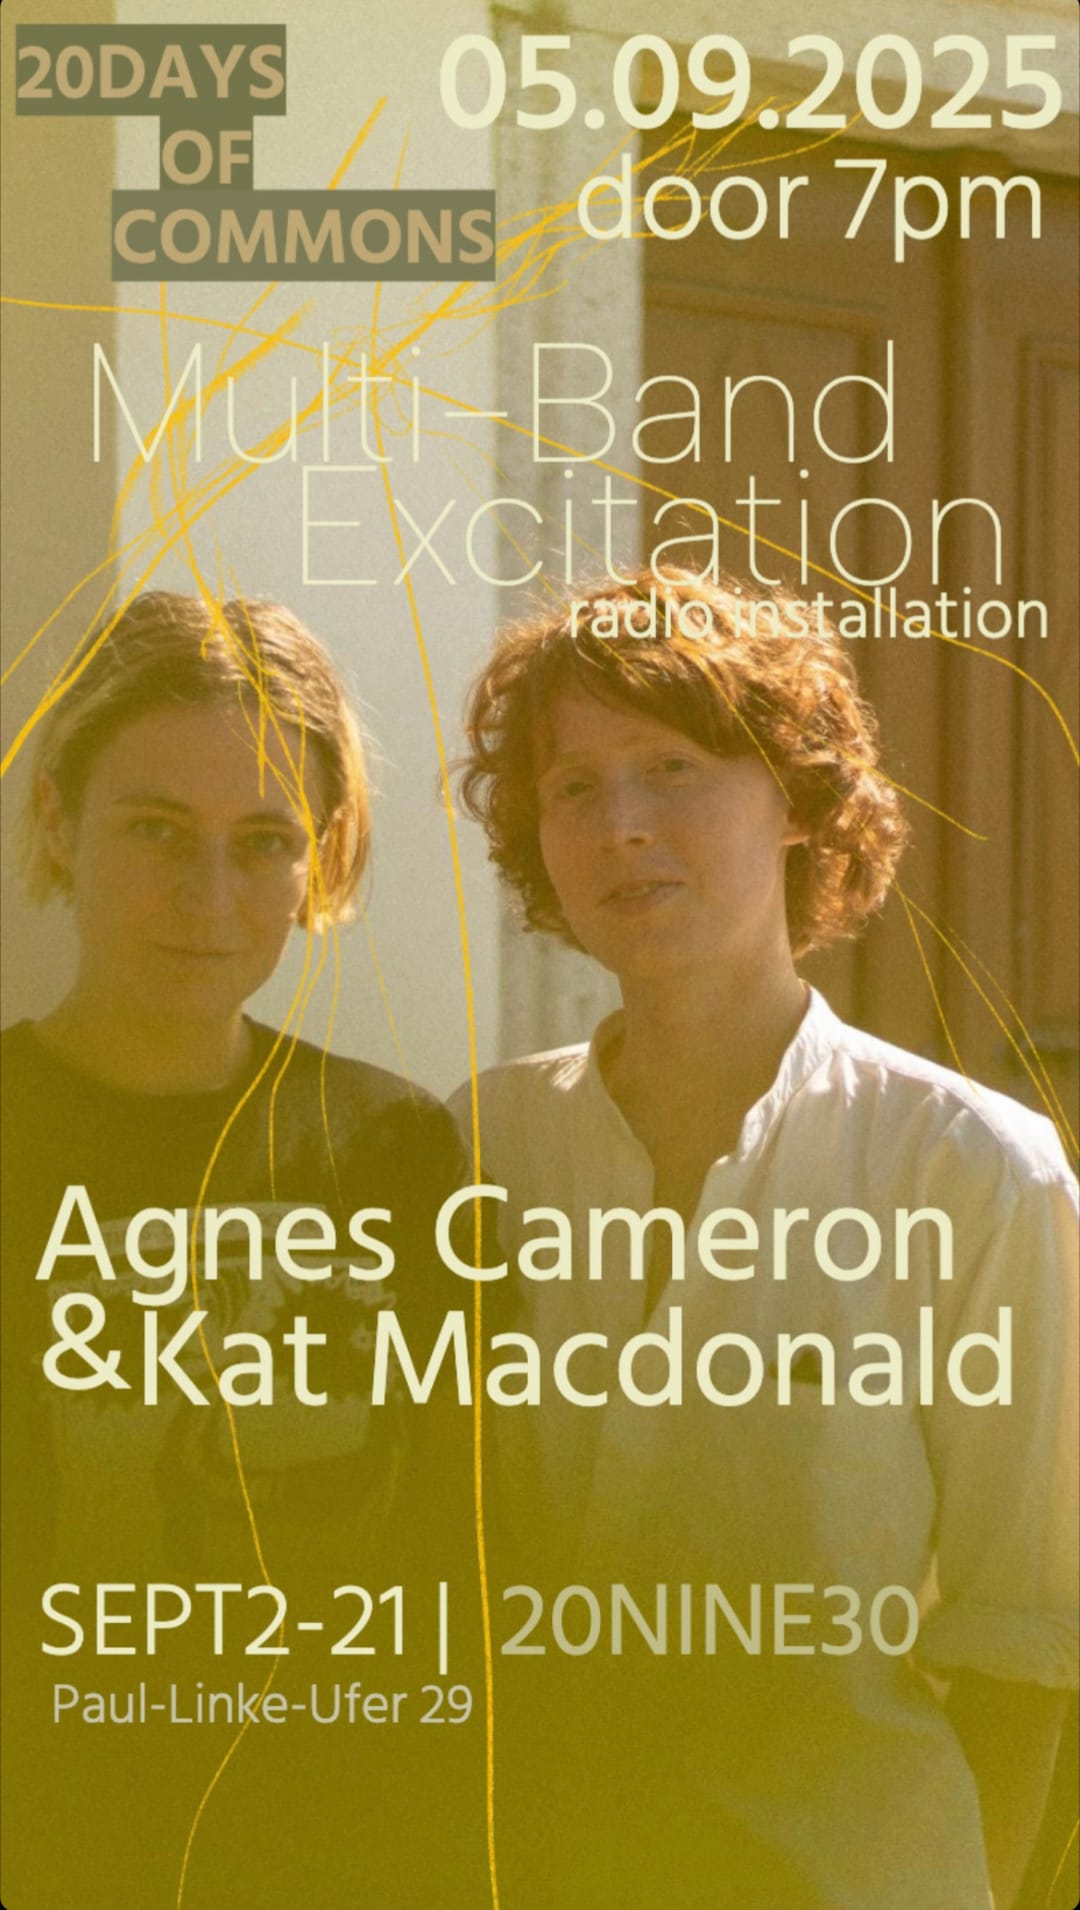 20DAYS
OF
COMMONS
05.09.2025
door 7pm
Multi-Band
Excitation
radio installation
Agnes Cameron
&Kat Macdonald
SEPT2-21 | 20NINE30
Paul-Linke-Ufer 29